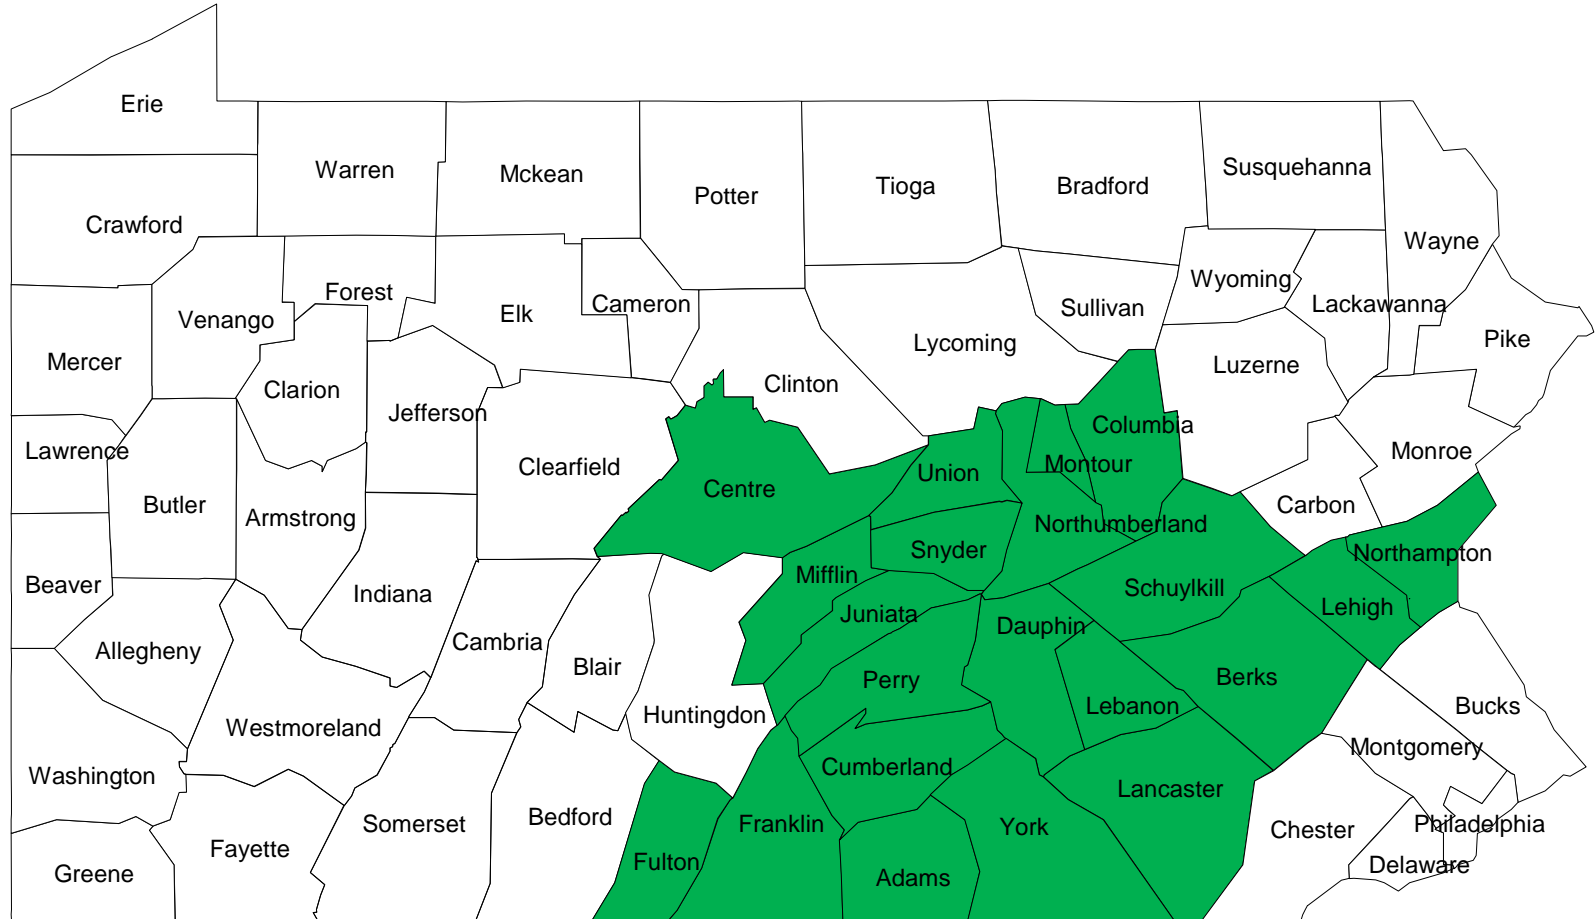 Erie
Warren
Mckean
Potter
Tioga
Bradford
Susquehanna
Crawford
Wayne
Forest
Venango
Elk
Cameron
Wyoming
Lackawanna
Sullivan
Mercer
Lycoming
Pike
Luzerne
Clarion
Clinton
Jefferson
Columbia
Lawrence
Monroe
Clearfield
Montour
Union
Centre
Butler
Armstrong
Carbon
Northumberland
Snyder
Northampton
Beaver
Mifflin
Schuylkill
Indiana
Lehigh
Juniata
Dauphin
Cambria
Allegheny
Blair
Perry
Berks
Lebanon
Bucks
Huntingdon
Westmoreland
Montgomery
Washington
Cumberland
Lancaster
Bedford
Somerset
Franklin
York
Chester
Philadelphia
Fayette
Fulton
Delaware
Greene
Adams